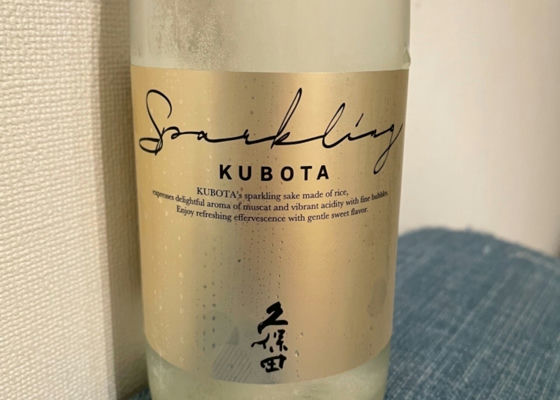 Sparkling
KUBOTA
KUBOTA's sparkling sake made of rice,
expresses delightful aroma of muscat and vibrant acidity with fine bubbles.
Enjoy refreshing effervescence with gentle sweet flavor.
久保田